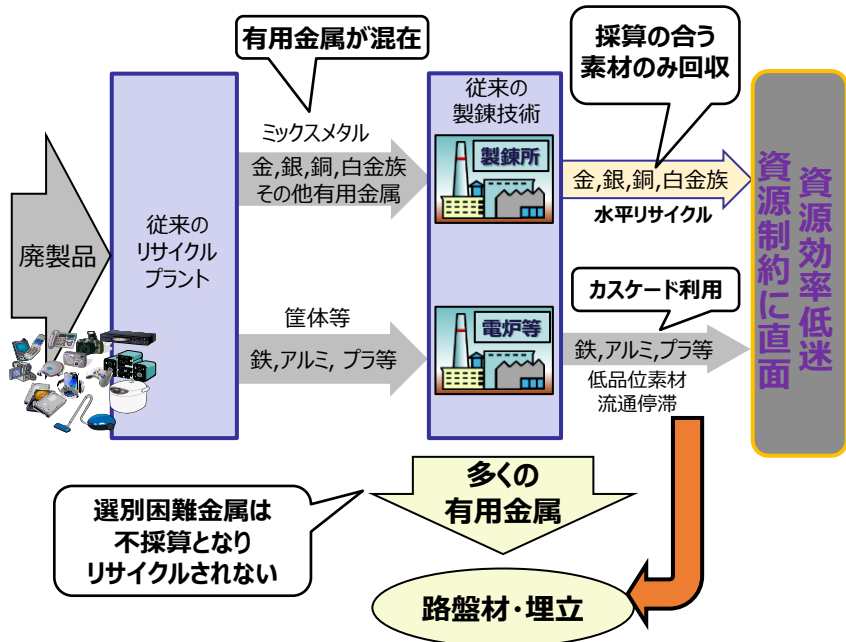 有用金属が混在
採算の合う
素材のみ回収
従来の
製錬技術
ミックスメタル
金,銀,銅,白金族
その他有用金属
製錬所
金,銀,銅,白金族
水平リサイクル
廃製品
従来の
リサイクル
プラント
資源効率低迷
資源制約に直面
カスケード利用
筐体等
鉄,アルミ, プラ等
電炉等
鉄,アルミ,プラ等
低品位素材
流通停滞
多くの
有用金属
選別困難金属は
不採算となり
リサイクルされない
路盤材・埋立